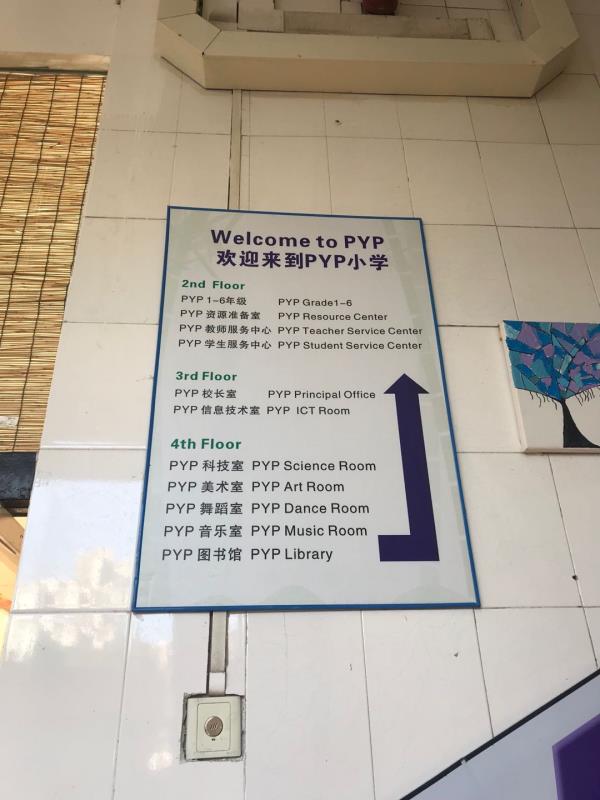 Welcome to PYP
欢迎来到PYP小学
2nd Floor
PYP 1-6年级 PYP Grade1-6
PYP 资源准备室 PYP Resource Center
PYP 教师服务中心 PYP Teacher Service Center
PYP 学生服务中心 PYP Student Service Center
3rd Floor
PYP 校长室 PYP Principal Office
PYP 信息技术室 PYP ICT Room
4th Floor
PYP 科技室 PYP Science Room
PYP 美术室 PYP Art Room
PYP 舞蹈室 PYP Dance Room
PYP 音乐室 PYP Music Room
PYP 图书馆 PYP Library